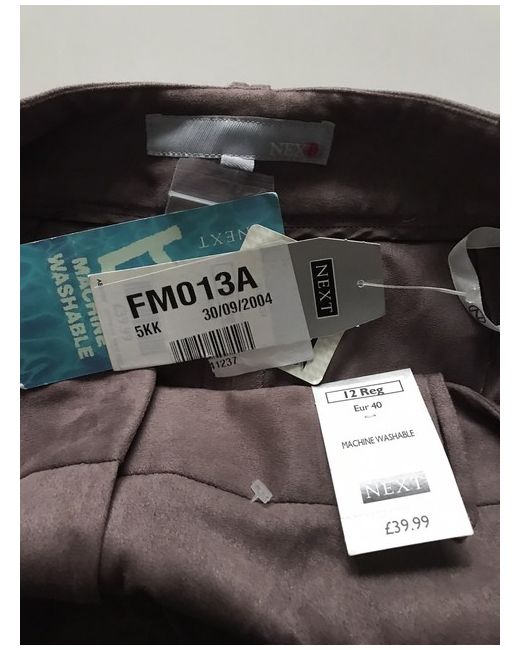 NEXT
NEXT
MACHINE
WASHABLE
NEXT
FM013A
30/09/2004
5KK
41237
12 Reg
Eur 40
MACHINE WASHABLE
NEXT
£39.99